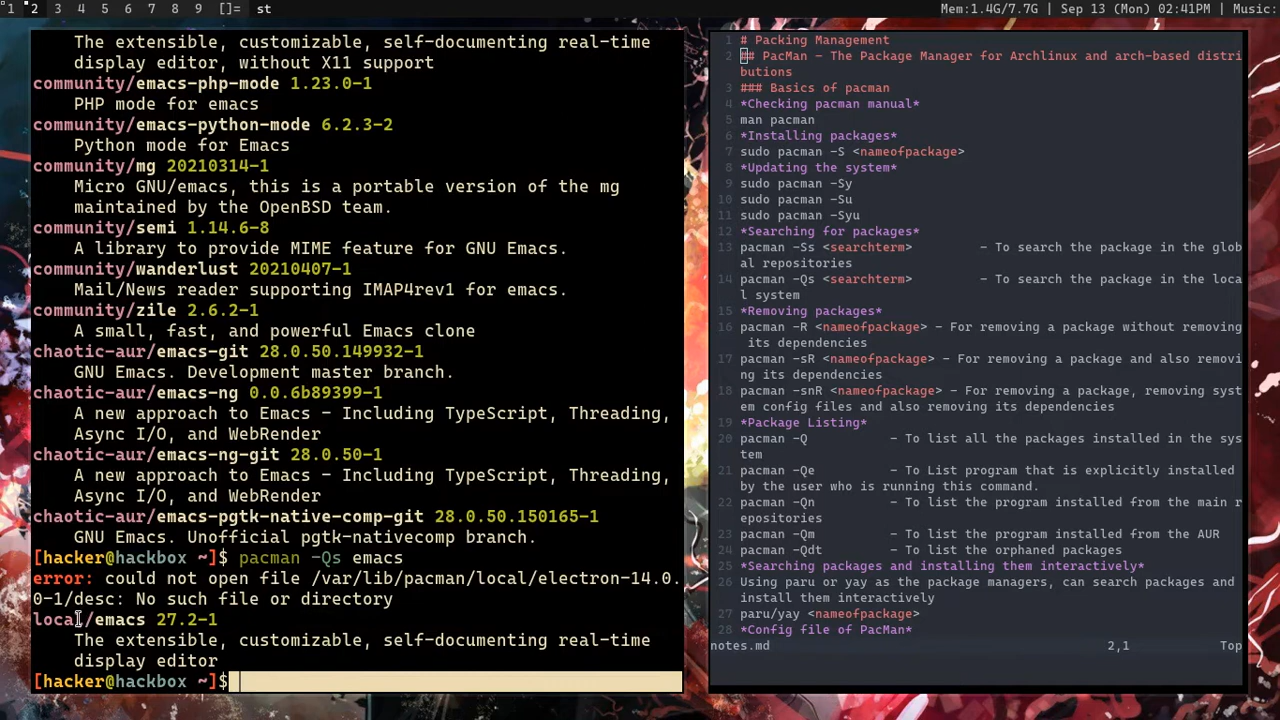 1 2 3 4 5 6 7 8 9 []= st Mem:1.4G/7.7G | Sep 13 (Mon) 02:41PM | Music:
The extensible, customizable, self-documenting real-time
display editor, without X11 support
community/emacs-php-mode 1.23.0-1
PHP mode for emacs
community/emacs-python-mode 6.2.3-2
Python mode for Emacs
community/mg 20210314-1
Micro GNU/emacs, this is a portable version of the mg
maintained by the OpenBSD team.
community/semi 1.14.6-8
A library to provide MIME feature for GNU Emacs.
community/wanderlust 20210407-1
Mail/News reader supporting IMAP4rev1 for emacs.
community/zile 2.6.2-1
A small, fast, and powerful Emacs clone
chaotic-aur/emacs-git 28.0.50.149932-1
GNU Emacs. Development master branch.
chaotic-aur/emacs-ng 0.0.6b89399-1
A new approach to Emacs - Including TypeScript, Threading,
Async I/O, and WebRender
chaotic-aur/emacs-ng-git 28.0.50-1
A new approach to Emacs - Including TypeScript, Threading,
Async I/O, and WebRender
chaotic-aur/emacs-pgtk-native-comp-git 28.0.50.150165-1
GNU Emacs. Unofficial pgtk-nativecomp branch.
[hacker@hackbox ~]$ pacman -Qs emacs
error: could not open file /var/lib/pacman/local/electron-14.0.
0-1/desc: No such file or directory
local/emacs 27.2-1
The extensible, customizable, self-documenting real-time
display editor
[hacker@hackbox ~]$
1 # Packing Management
2 ## PacMan - The Package Manager for Archlinux and arch-based distri
butions
3 ### Basics of pacman
4 *Checking pacman manual*
5 man pacman
6 *Installing packages*
7 sudo pacman -S <nameofpackage>
8 *Updating the system*
9 sudo pacman -Sy
10 sudo pacman -Su
11 sudo pacman -Syu
12 *Searching for packages*
13 pacman -Ss <searchterm> - To search the package in the glob
al repositories
14 pacman -Qs <searchterm> - To search the package in the loca
l system
15 *Removing packages*
16 pacman -R <nameofpackage> - For removing a package without removing
its dependencies
17 pacman -sR <nameofpackage> - For removing a package and also removi
ng its dependencies
18 pacman -snR <nameofpackage> - For removing a package, removing syst
em config files and also removing its dependencies
19 *Package Listing*
20 pacman -Q - To list all the packages installed in the sys
tem
21 pacman -Qe - To List program that is explicitly installed
by the user who is running this command.
22 pacman -Qn - To list the program installed from the main r
epositories
23 pacman -Qm - To list the program installed from the AUR
24 pacman -Qdt - To list the orphaned packages
25 *Searching packages and installing them interactively*
26 Using paru or yay as the package managers, can search packages and
install them interactively
27 paru/yay <nameofpackage>
28 *Config file of PacMan*
notes.md 2,1 Top